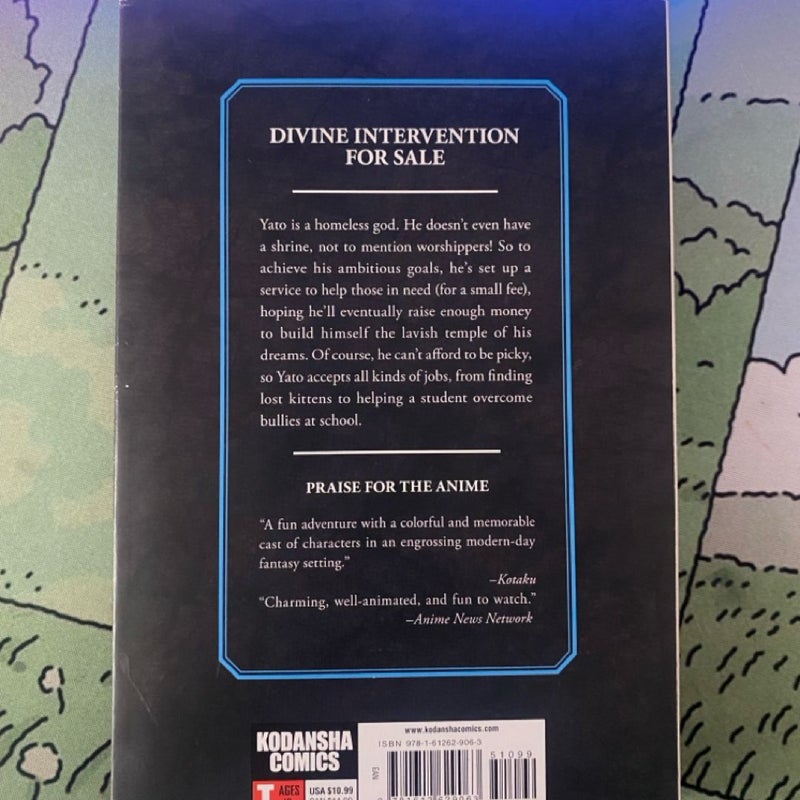 DIVINE INTERVENTION
FOR SALE
Yato is a homeless god. He doesn't even have
a shrine, not to mention worshippers! So to
achieve his ambitious goals, he's set up a
service to help those in need (for a small fee),
hoping he'll eventually raise enough money
to build himself the lavish temple of his
dreams. Of course, he can't afford to be picky,
so Yato accepts all kinds of jobs, from finding
lost kittens to helping a student overcome
bullies at school.
PRAISE FOR THE ANIME
“A fun adventure with a colorful and memorable
cast of characters in an engrossing modern-day
fantasy setting.”
–Kotaku
“Charming, well-animated, and fun to watch.”
–Anime News Network
KODANSHA
COMICS
www.kodanshacomics.com
ISBN 978-1-61262-906-3
51099
EAN
T AGES
USA $10.99